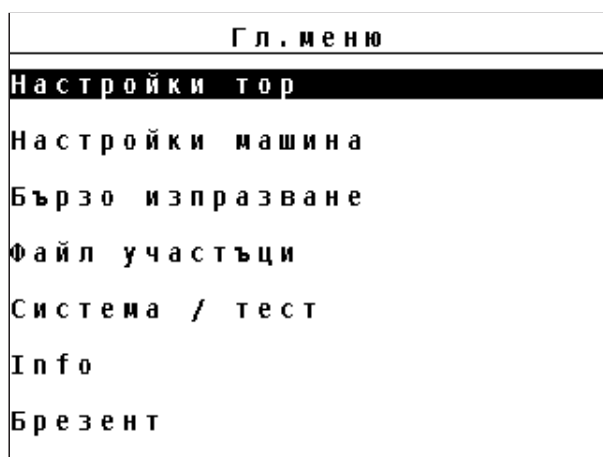 Гл.меню
Настройки тор
Настройки машина
Бързо изпразване
Файл участъци
Система / тест
Info
Брезент